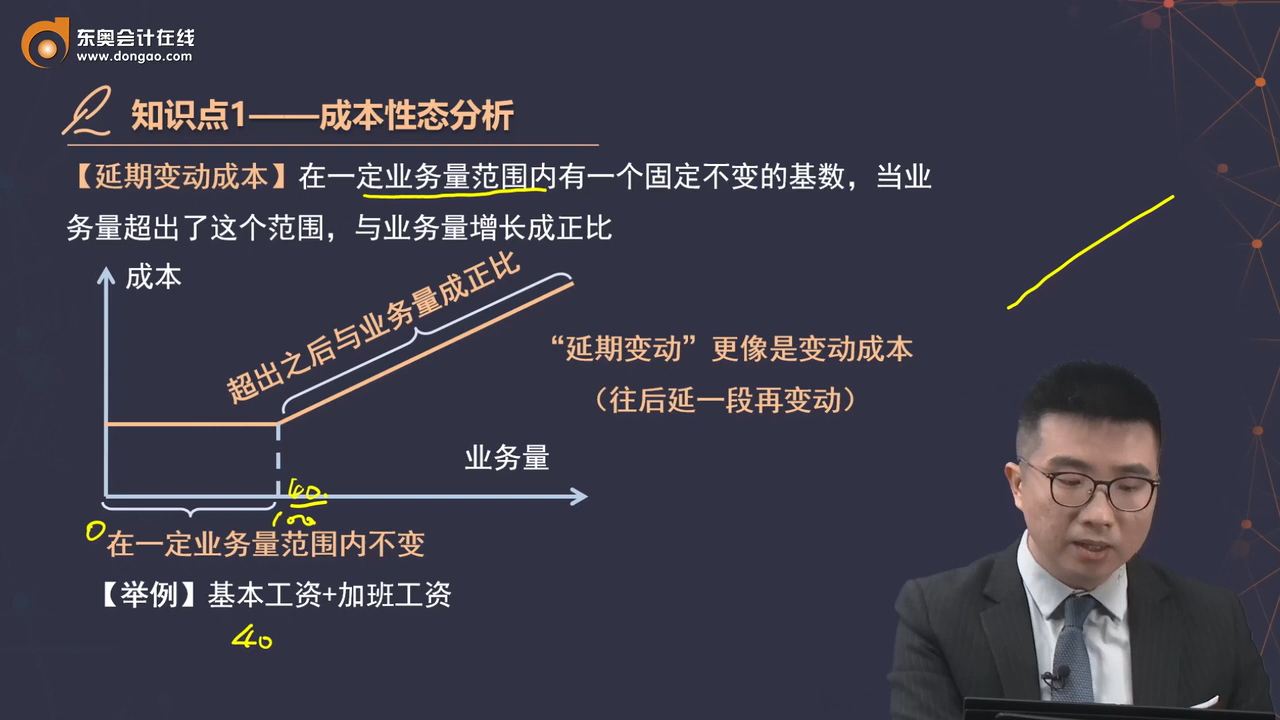 东奥会计在线
www.dongao.com
知识点1——成本性态分析
【延期变动成本】在一定业务量范围内有一个固定不变的基数，当业
务量超出了这个范围，与业务量增长成正比
成本
超出之后与业务量成正比
“延期变动”更像是变动成本
（往后延一段再变动）
业务量
0
100
在一定业务量范围内不变
【举例】基本工资+加班工资
40